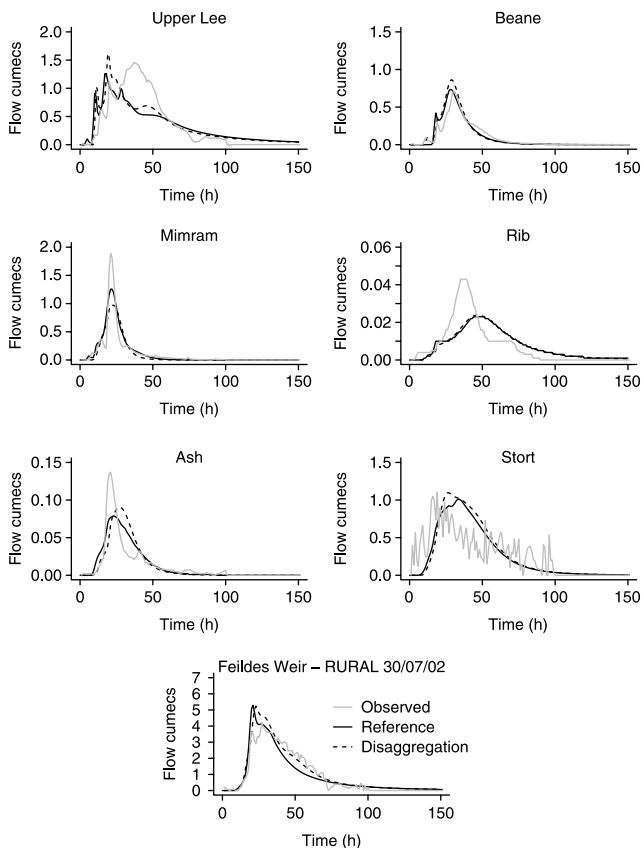 Upper Lee
Flow cumecs
2.0
1.5
1.0
0.5
0.0
0 50 100 150
Time (h)
Beane
Flow cumecs
1.5
1.0
0.5
0.0
0 50 100 150
Time (h)
Mimram
Flow cumecs
2.0
1.5
1.0
0.5
0.0
0 50 100 150
Time (h)
Rib
Flow cumecs
0.06
0.04
0.02
0.00
0 50 100 150
Time (h)
Ash
Flow cumecs
0.15
0.10
0.05
0.00
0 50 100 150
Time (h)
Stort
Flow cumecs
1.5
1.0
0.5
0.0
0 50 100 150
Time (h)
Feildes Weir – RURAL 30/07/02
Flow cumecs
7
6
5
4
3
2
1
0
Observed
Reference
Disaggregation
0 50 100 150
Time (h)